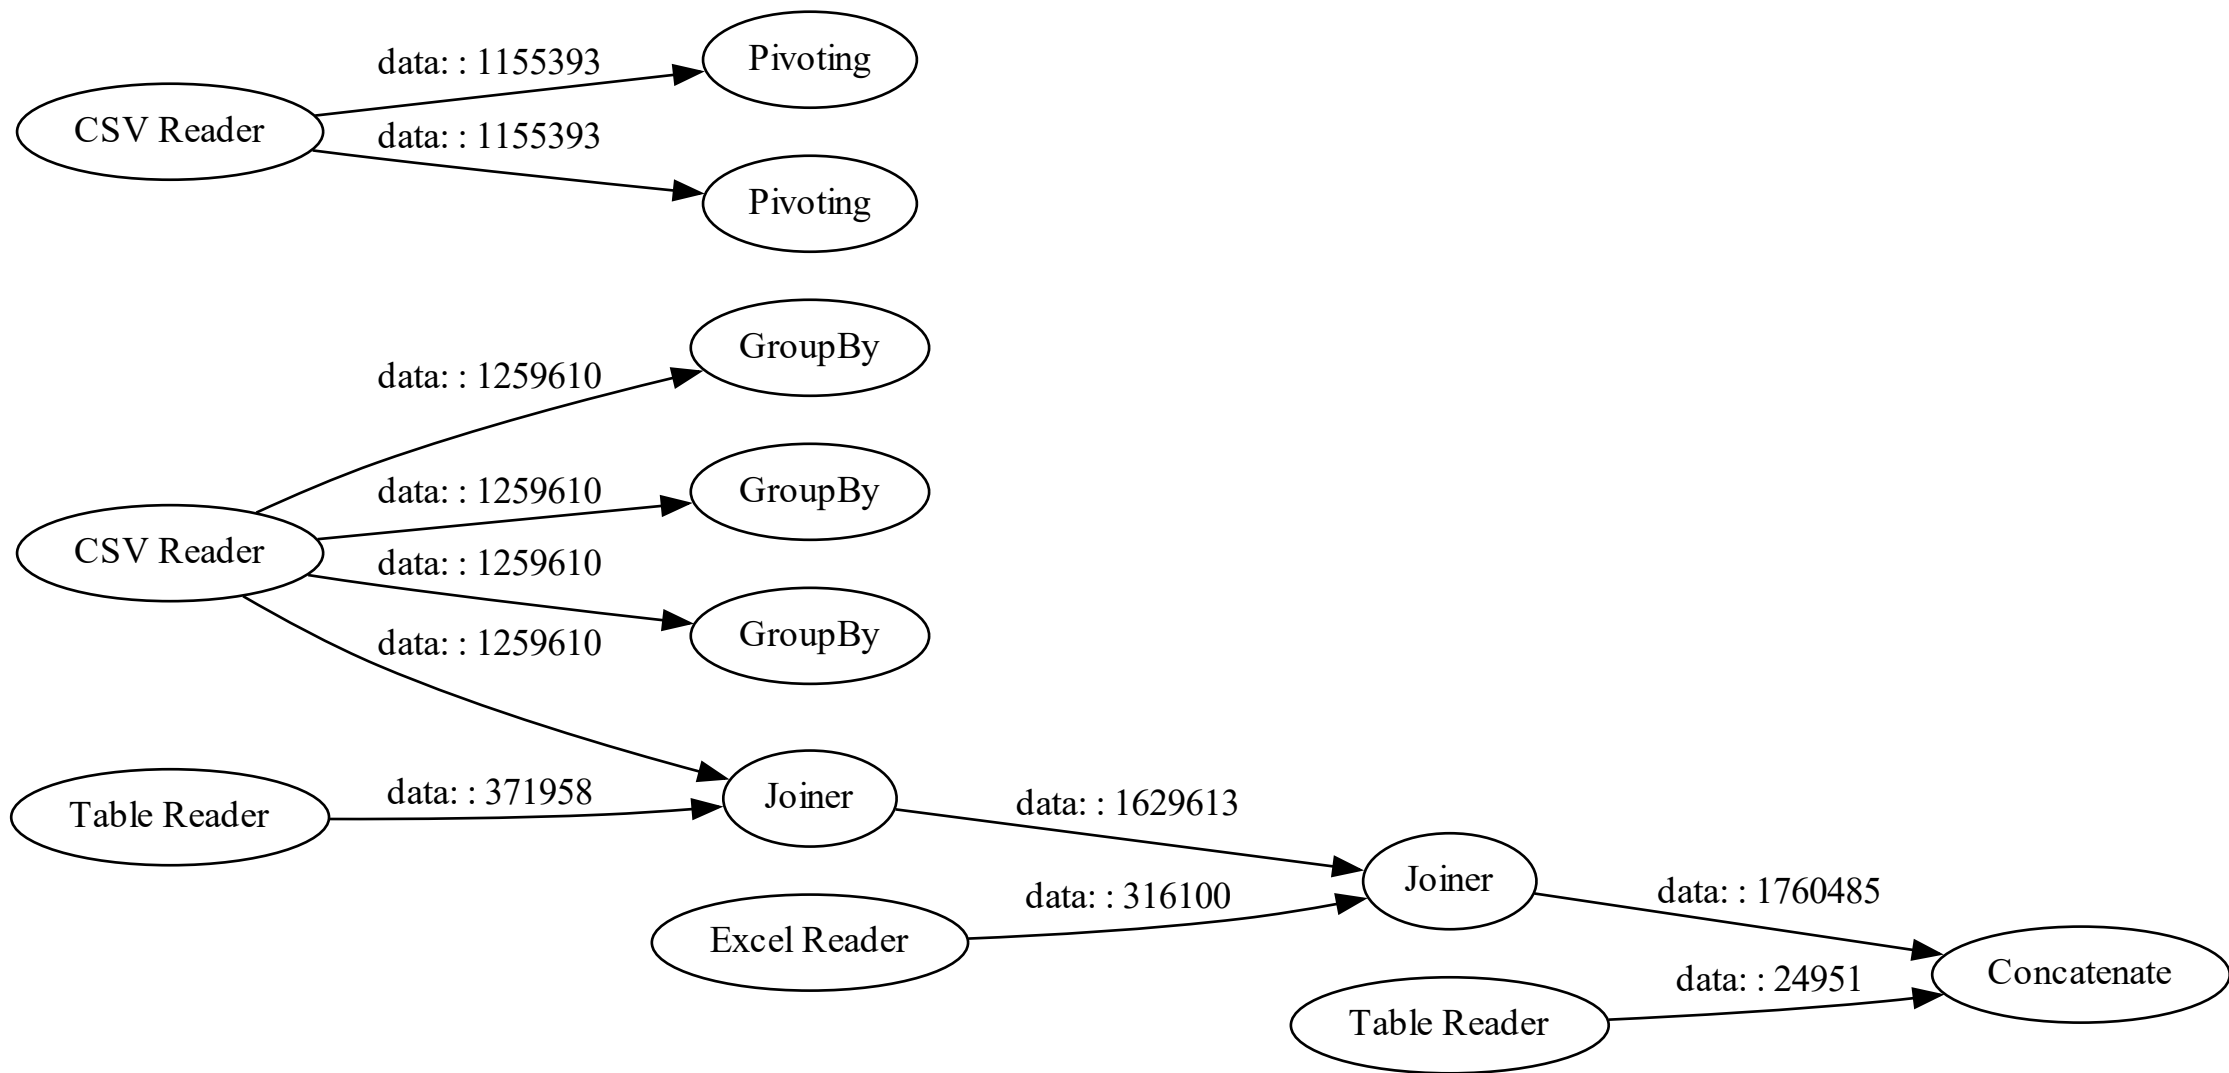 data: : 1155393
Pivoting
CSV Reader
data: : 1155393
Pivoting
data: : 1259610
GroupBy
data: : 1259610
GroupBy
CSV Reader
data: : 1259610
GroupBy
data: : 1259610
Table Reader
data: : 371958
Joiner
data: : 1629613
Excel Reader
data: : 316100
Joiner
data: : 1760485
Table Reader
data: : 24951
Concatenate